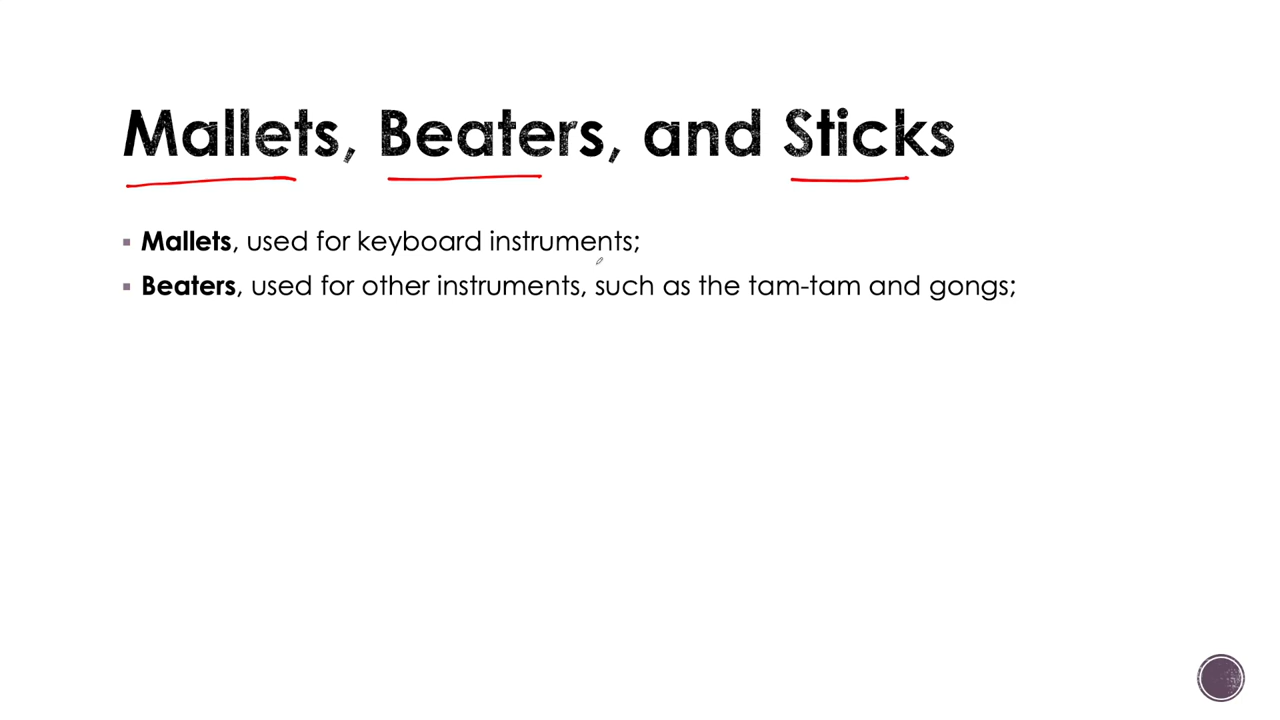 Mallets, Beaters, and Sticks
Mallets, used for keyboard instruments;
Beaters, used for other instruments, such as the tam-tam and gongs;